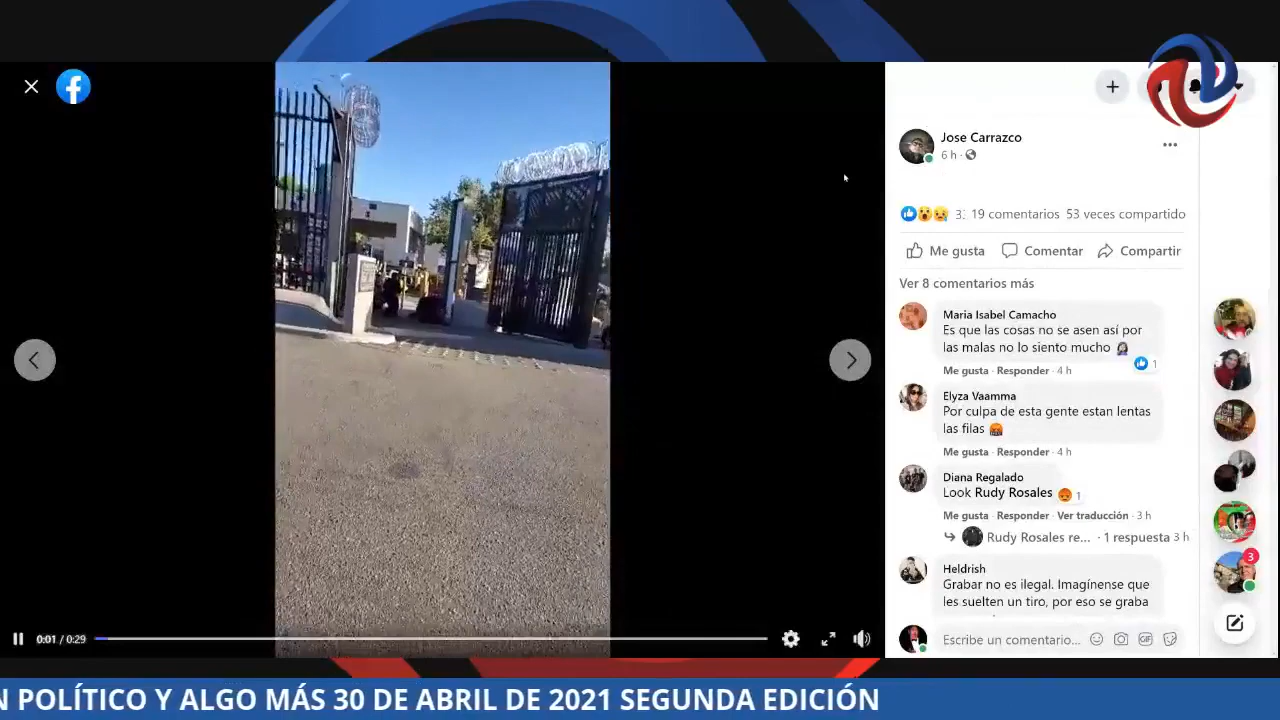 Jose Carrazco
6 h
19 comentarios 53 veces compartido
Me gusta Comentar Compartir
Ver 8 comentarios más
Maria Isabel Camacho
Es que las cosas no se asen así por
las malas no lo siento mucho
1
Me gusta · Responder · 4 h
Elyza Vaamma
Por culpa de esta gente estan lentas
las filas
Me gusta · Responder · 4 h
Diana Regalado
Look Rudy Rosales
1
Me gusta · Responder · Ver traducción · 3 h
Rudy Rosales re... · 1 respuesta 3 h
Heldrish
Grabar no es ilegal. Imagínense que
les suelten un tiro, por eso se graba
3
Escribe un comentario...
GIF
0:01 / 0:29
N POLÍTICO Y ALGO MÁS 30 DE ABRIL DE 2021 SEGUNDA EDICIÓN